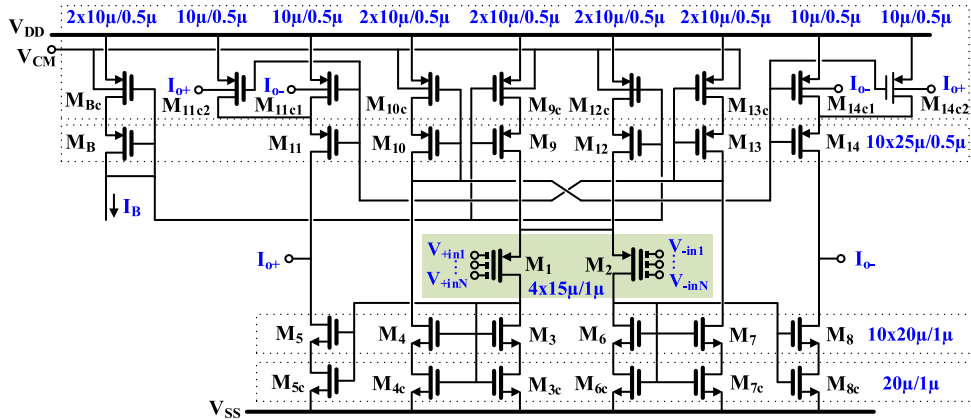 2x10μ/0.5μ 10μ/0.5μ 10μ/0.5μ 2x10μ/0.5μ 2x10μ/0.5μ 2x10μ/0.5μ 2x10μ/0.5μ 10μ/0.5μ 10μ/0.5μ
VDD
VCM
Io+ Io- Io- Io+
MBc M11c2 M11c1 M10c M9c M12c M13c M14c1 M14c2
MB M11 M10 M9 M12 M13 M14 10x25μ/0.5μ
IB
Io+ V+in1 M1 M2 V-in1 Io-
V+inN V-inN
4x15μ/1μ
M5 M4 M3 M6 M7 M8 10x20μ/1μ
M5c M4c M3c M6c M7c M8c 20μ/1μ
VSS